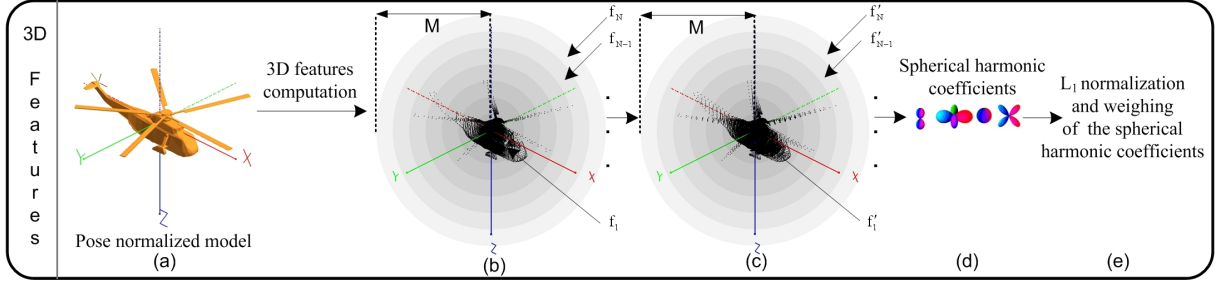 3D
F
e
a
t
u
r
e
s
Y
X
Z
Pose normalized model
(a)
3D features
computation
M
f_N
f_{N-1}
Y
X
Z
f_1
(b)
M
f'_N
f'_{N-1}
Y
X
Z
f'_1
(c)
Spherical harmonic
coefficients
(d)
L_1 normalization
and weighing
of the spherical
harmonic coefficients
(e)